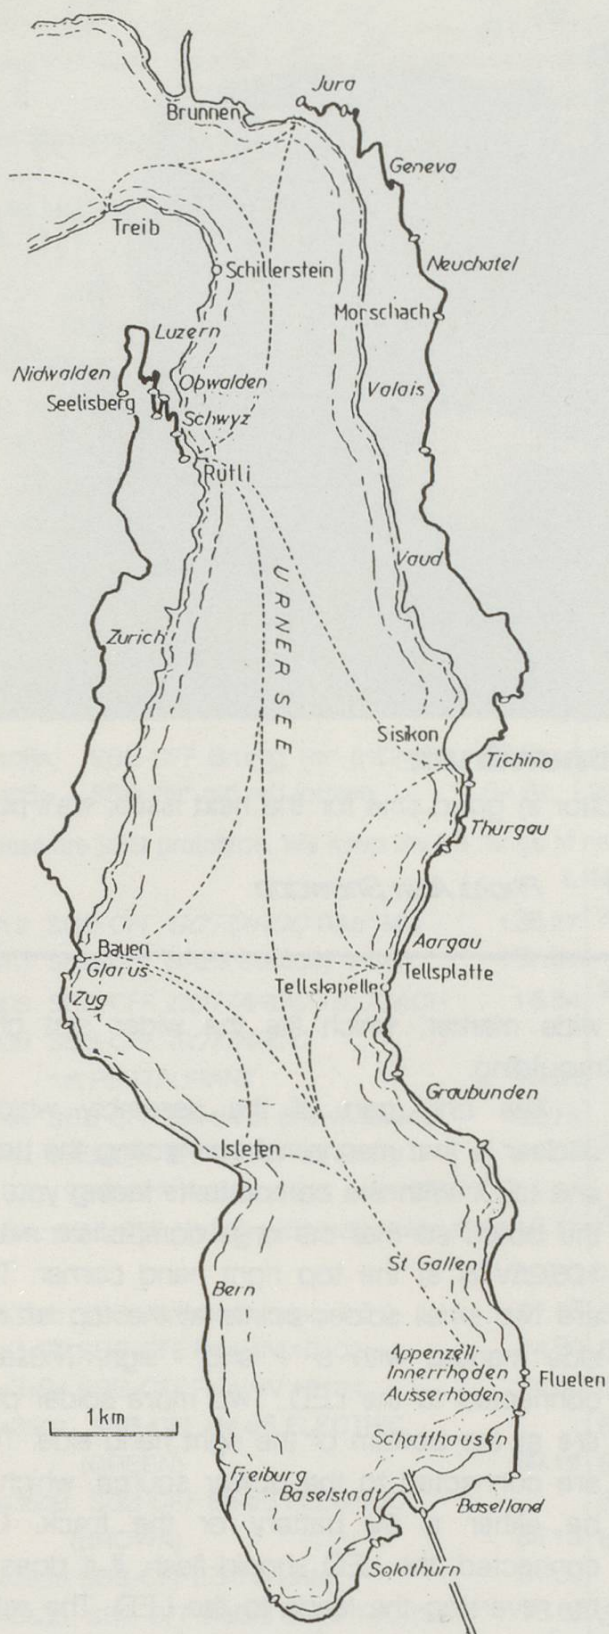 Jura
Brunnen
Geneva
Treib
Neuchatel
Schillerstein
Morschach
Luzern
Nidwalden
Obwalden
Valais
Seelisberg
Schwyz
Rütli
Vaud
URNER SEE
Zurich
Sisikon
Tichino
Thurgau
Bauen
Aargau
Glarus
Tellsplatte
Tellskapelle
Zug
Graubunden
Isleten
St Gallen
Bern
Appenzell
Innerrhoden
Fluelen
Ausserhoden
1km
Schaffhausen
Freiburg
Baselstadt
Baselland
Solothurn